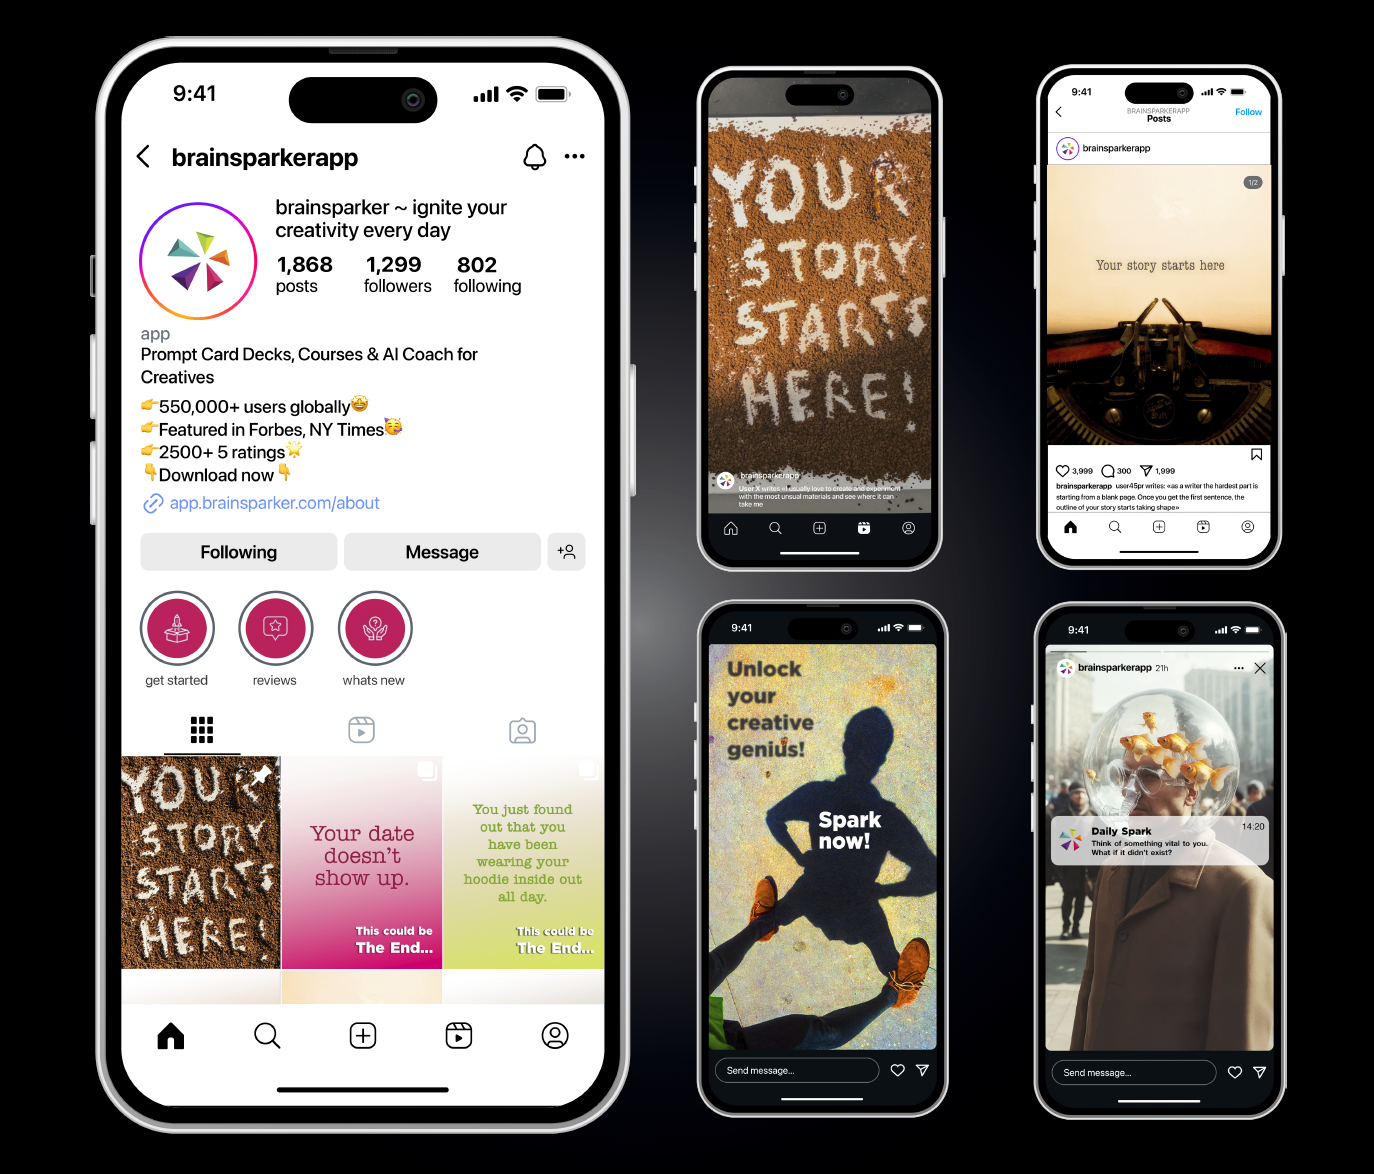 9:41
brainsparkerapp
brainsparker ~ ignite your
creativity every day
1,868 1,299 802
posts followers following
app
Prompt Card Decks, Courses & AI Coach for
Creatives
👉550,000+ users globally🤩
👉Featured in Forbes, NY Times🥳
👉2500+ 5 ratings🌟
👇Download now👇
app.brainsparker.com/about
Following Message
get started reviews whats new
YOUR
STORY
STARTS
HERE!
Your date
doesn't
show up.
This could be
The End...
You just found
out that you
have been
wearing your
hoodie inside out
all day.
This could be
The End...
YOUR
STORY
STARTS
HERE!
brainsparkerapp
User X writes «I usually love to create and experiment
with the most unsual materials and see where it can
take me
9:41
BRAINSPARKERAPP
Posts
Follow
brainsparkerapp
1/2
Your story starts here
3,999 300 1,999
brainsparkerapp user45pr writes: «as a writer the hardest part is
starting from a blank page. Once you get the first sentence, the
outline of your story starts taking shape»
9:41
Unlock
your
creative
genius!
Spark
now!
Send message...
9:41
brainsparkerapp 21h
Daily Spark 14:20
Think of something vital to you.
What if it didn't exist?
Send message...